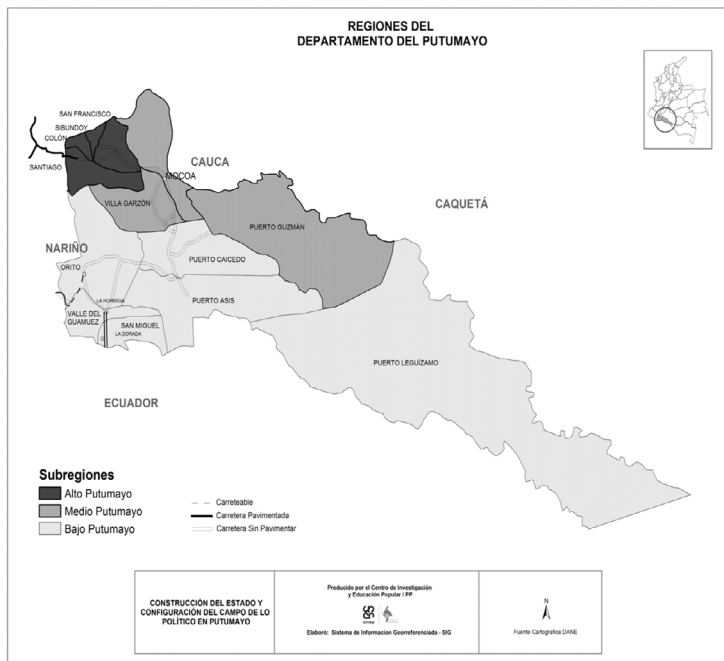 REGIONES DEL
DEPARTAMENTO DEL PUTUMAYO
SAN FRANCISCO
SIBUNDOY
COLÓN
SANTIAGO
CAUCA
MOCOA
CAQUETÁ
VILLA GARZÓN
PUERTO GUZMÁN
NARIÑO
PUERTO CAICEDO
ORITO
LA HORMIGA
PUERTO ASIS
VALLE DEL
GUAMUEZ
SAN MIGUEL
LA DORADA
PUERTO LEGUÍZAMO
ECUADOR
Subregiones
Alto Putumayo
Medio Putumayo
Bajo Putumayo
Carreteable
Carretera Pavimentada
Carretera Sin Pavimentar
CONSTRUCCIÓN DEL ESTADO Y
CONFIGURACIÓN DEL CAMPO DE LO
POLÍTICO EN PUTUMAYO
Producido por el Centro de Investigación
y Educación Popular / PP
cinep
Elaboró: Sistema de Informacion Georreferenciada - SIG
N
Fuente Cartografica:DANE